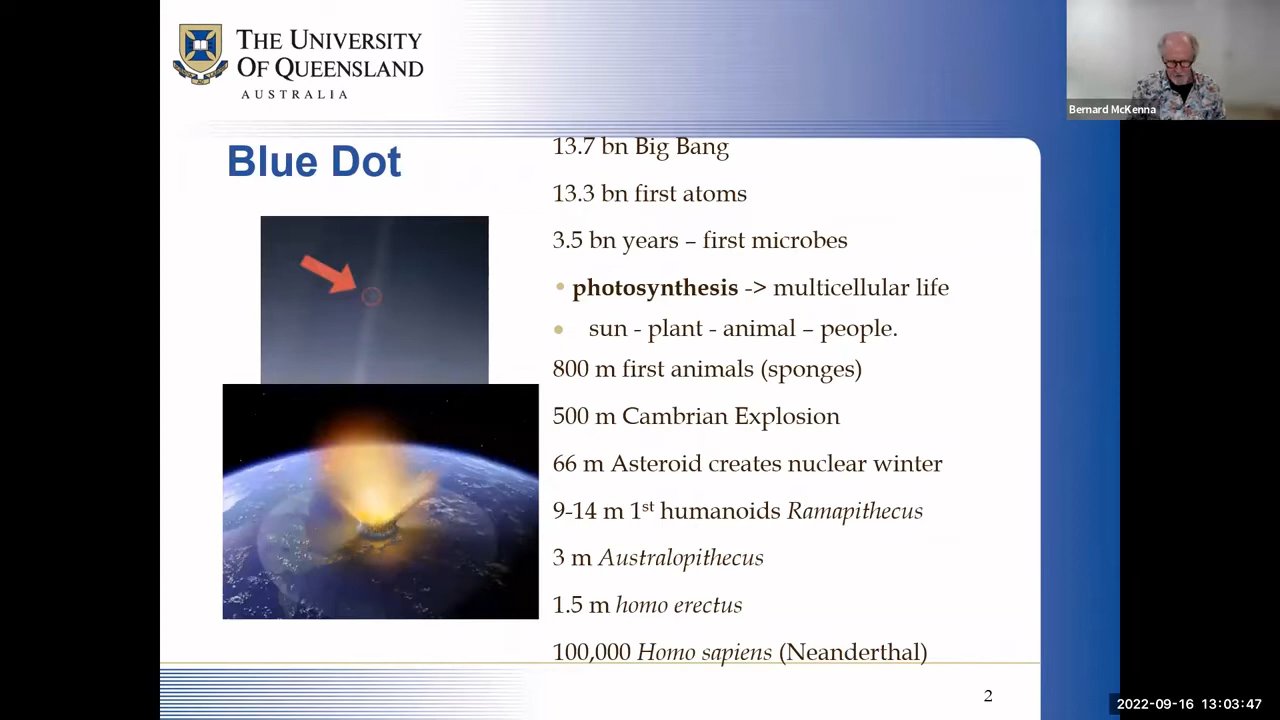 THE UNIVERSITY
OF QUEENSLAND
AUSTRALIA
Bernard McKenna
Blue Dot
13.7 bn Big Bang
13.3 bn first atoms
3.5 bn years – first microbes
• photosynthesis -> multicellular life
• sun - plant - animal – people.
800 m first animals (sponges)
500 m Cambrian Explosion
66 m Asteroid creates nuclear winter
9-14 m 1st humanoids Ramapithecus
3 m Australopithecus
1.5 m homo erectus
100,000 Homo sapiens (Neanderthal)
2
2022-09-16 13:03:47